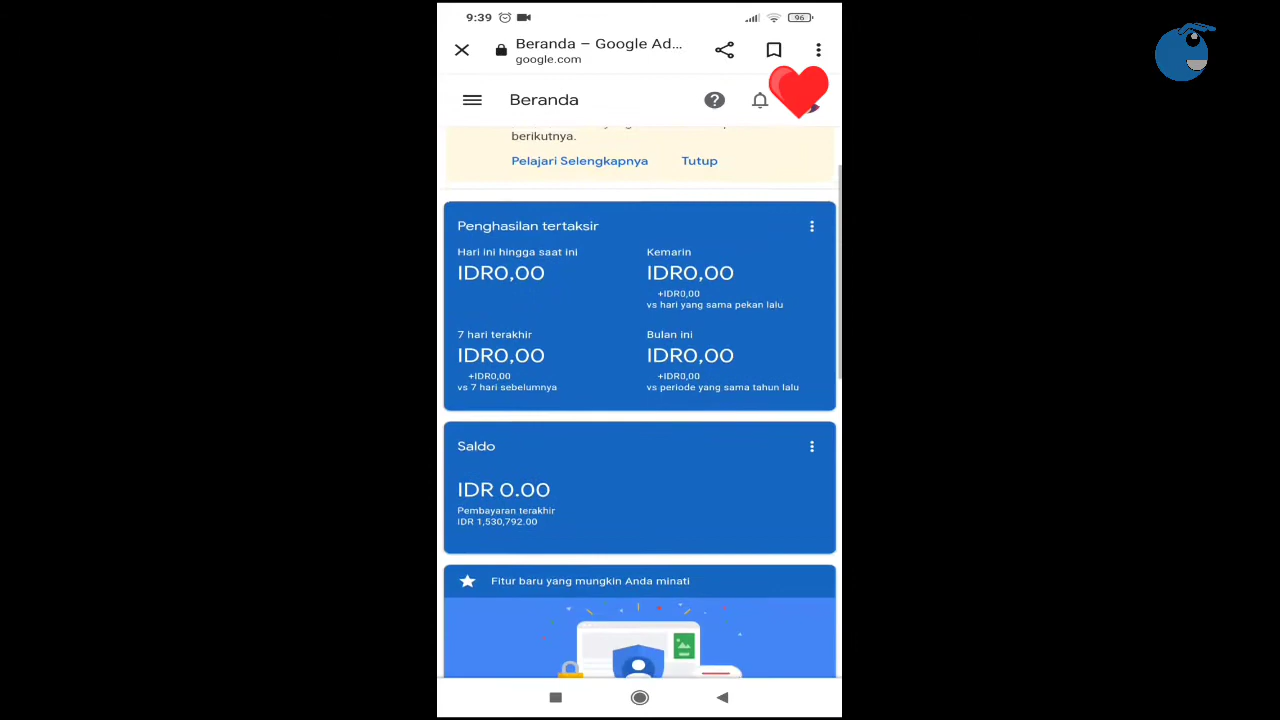 9:39
96
Beranda – Google Ad...
google.com
Beranda
berikutnya.
Pelajari Selengkapnya Tutup
Penghasilan tertaksir
Hari ini hingga saat ini
IDR0,00
Kemarin
IDR0,00
+IDR0,00
vs hari yang sama pekan lalu
7 hari terakhir
IDR0,00
+IDR0,00
vs 7 hari sebelumnya
Bulan ini
IDR0,00
+IDR0,00
vs periode yang sama tahun lalu
Saldo
IDR 0.00
Pembayaran terakhir
IDR 1,530,792.00
Fitur baru yang mungkin Anda minati